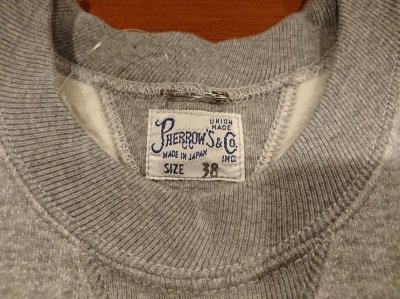 UNION
MADE
PHERROW'S & CO.
MADE IN JAPAN INC.
SIZE 38